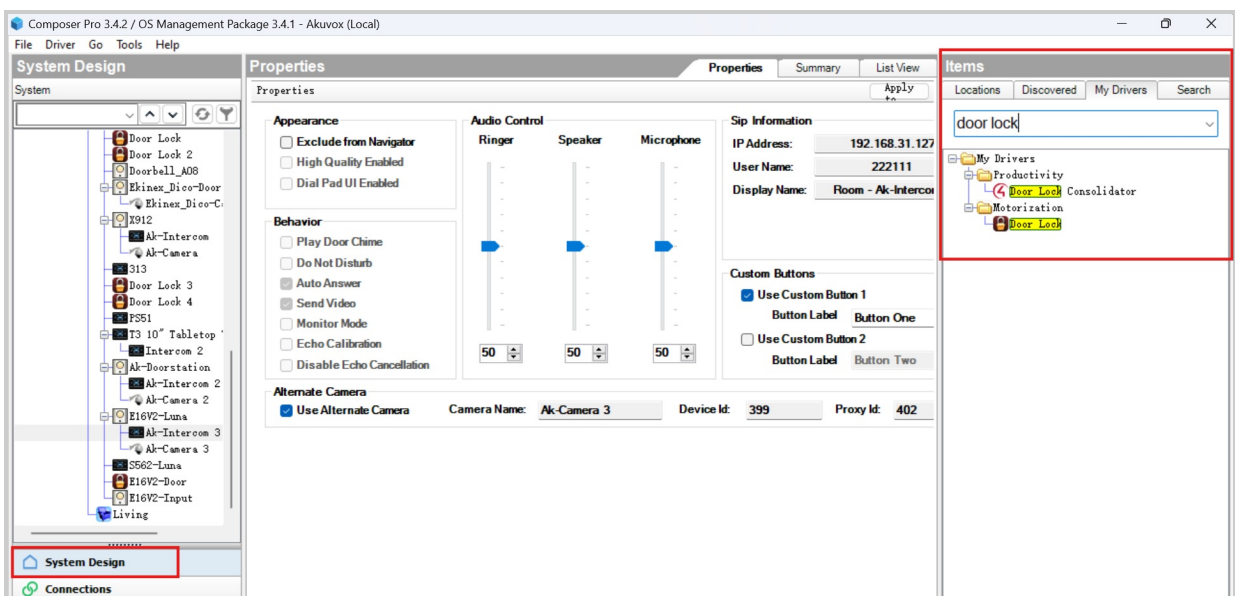 Composer Pro 3.4.2 / OS Management Package 3.4.1 - Akuvox (Local)
File Driver Go Tools Help
System Design
System
Door Lock
Door Lock 2
Doorbell_A08
Ekinex_Dico-Door
Ekinex_Dico-C
X912
Ak-Intercom
Ak-Camera
313
Door Lock 3
Door Lock 4
PS51
T3 10" Tabletop
Intercom 2
Ak-Doorstation
Ak-Intercom 2
Ak-Camera 2
E16V2-Luna
Ak-Intercom 3
Ak-Camera 3
S562-Luna
E16V2-Door
E16V2-Input
Living
System Design
Connections
Properties
Properties Summary List View
Properties
Apply
Appearance
Exclude from Navigator
High Quality Enabled
Dial Pad UI Enabled
Behavior
Play Door Chime
Do Not Disturb
Auto Answer
Send Video
Monitor Mode
Echo Calibration
Disable Echo Cancellation
Audio Control
Ringer Speaker Microphone
50 50 50
Sip Information
IP Address: 192.168.31.127
User Name: 222111
Display Name: Room - Ak-Intercom
Custom Buttons
Use Custom Button 1
Button Label Button One
Use Custom Button 2
Button Label Button Two
Alternate Camera
Use Alternate Camera Camera Name: Ak-Camera 3 Device Id: 399 Proxy Id: 402
Items
Locations Discovered My Drivers Search
door lock
My Drivers
Productivity
Door Lock Consolidator
Motorization
Door Lock